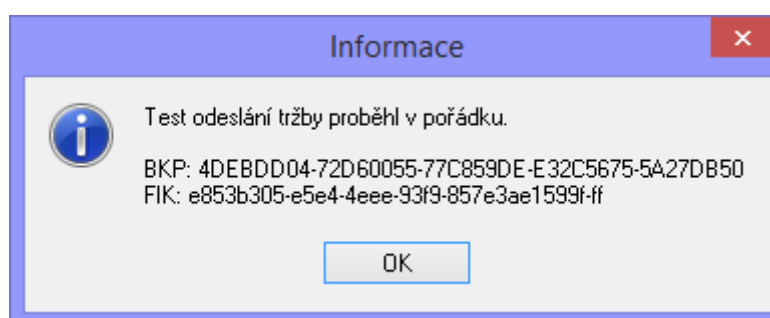 Informace
Test odeslání tržby proběhl v pořádku.
BKP: 4DEBDD04-72D60055-77C859DE-E32C5675-5A27DB50
FIK: e853b305-e5e4-4eee-93f9-857e3ae1599f-ff
OK